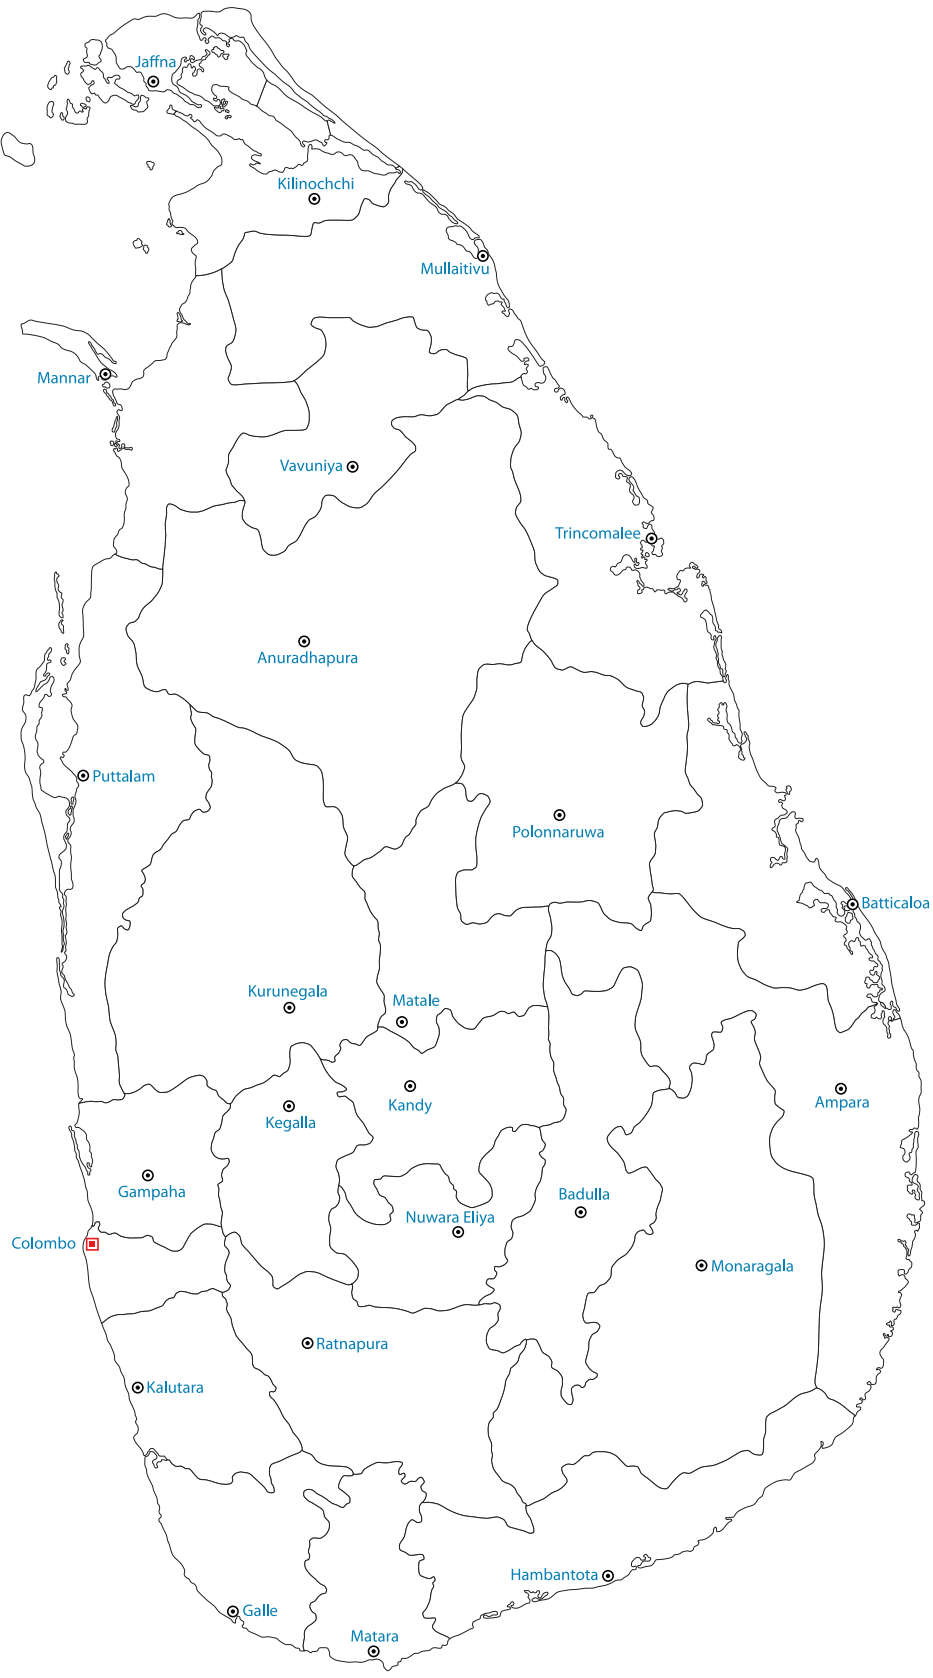 Jaffna
Kilinochchi
Mullaitivu
Mannar
Vavuniya
Trincomalee
Anuradhapura
Puttalam
Polonnaruwa
Batticaloa
Kurunegala
Matale
Kandy
Ampara
Kegalla
Gampaha
Badulla
Nuwara Eliya
Colombo
Monaragala
Ratnapura
Kalutara
Hambantota
Galle
Matara